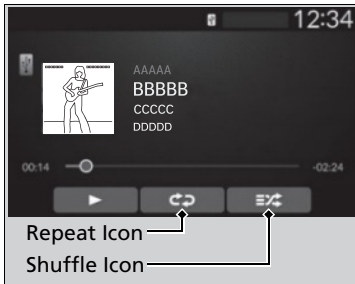 12:34
AAAAA
BBBBB
CCCCC
DDDDD
00:14 -02:24
Repeat Icon
Shuffle Icon